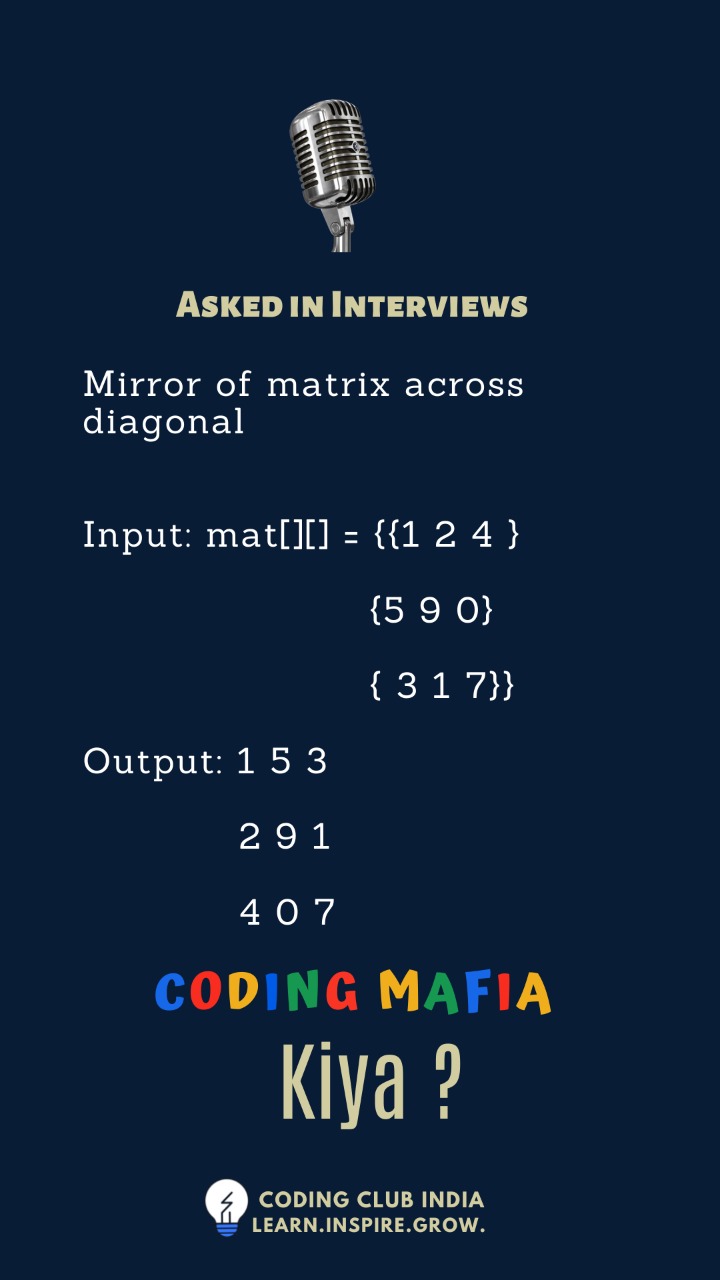 Asked in Interviews
Mirror of matrix across
diagonal
Input: mat[][] = {{1 2 4 }
{5 9 0}
{ 3 1 7}}
Output: 1 5 3
2 9 1
4 0 7
CODING MAFIA
Kiya ?
CODING CLUB INDIA
LEARN.INSPIRE.GROW.